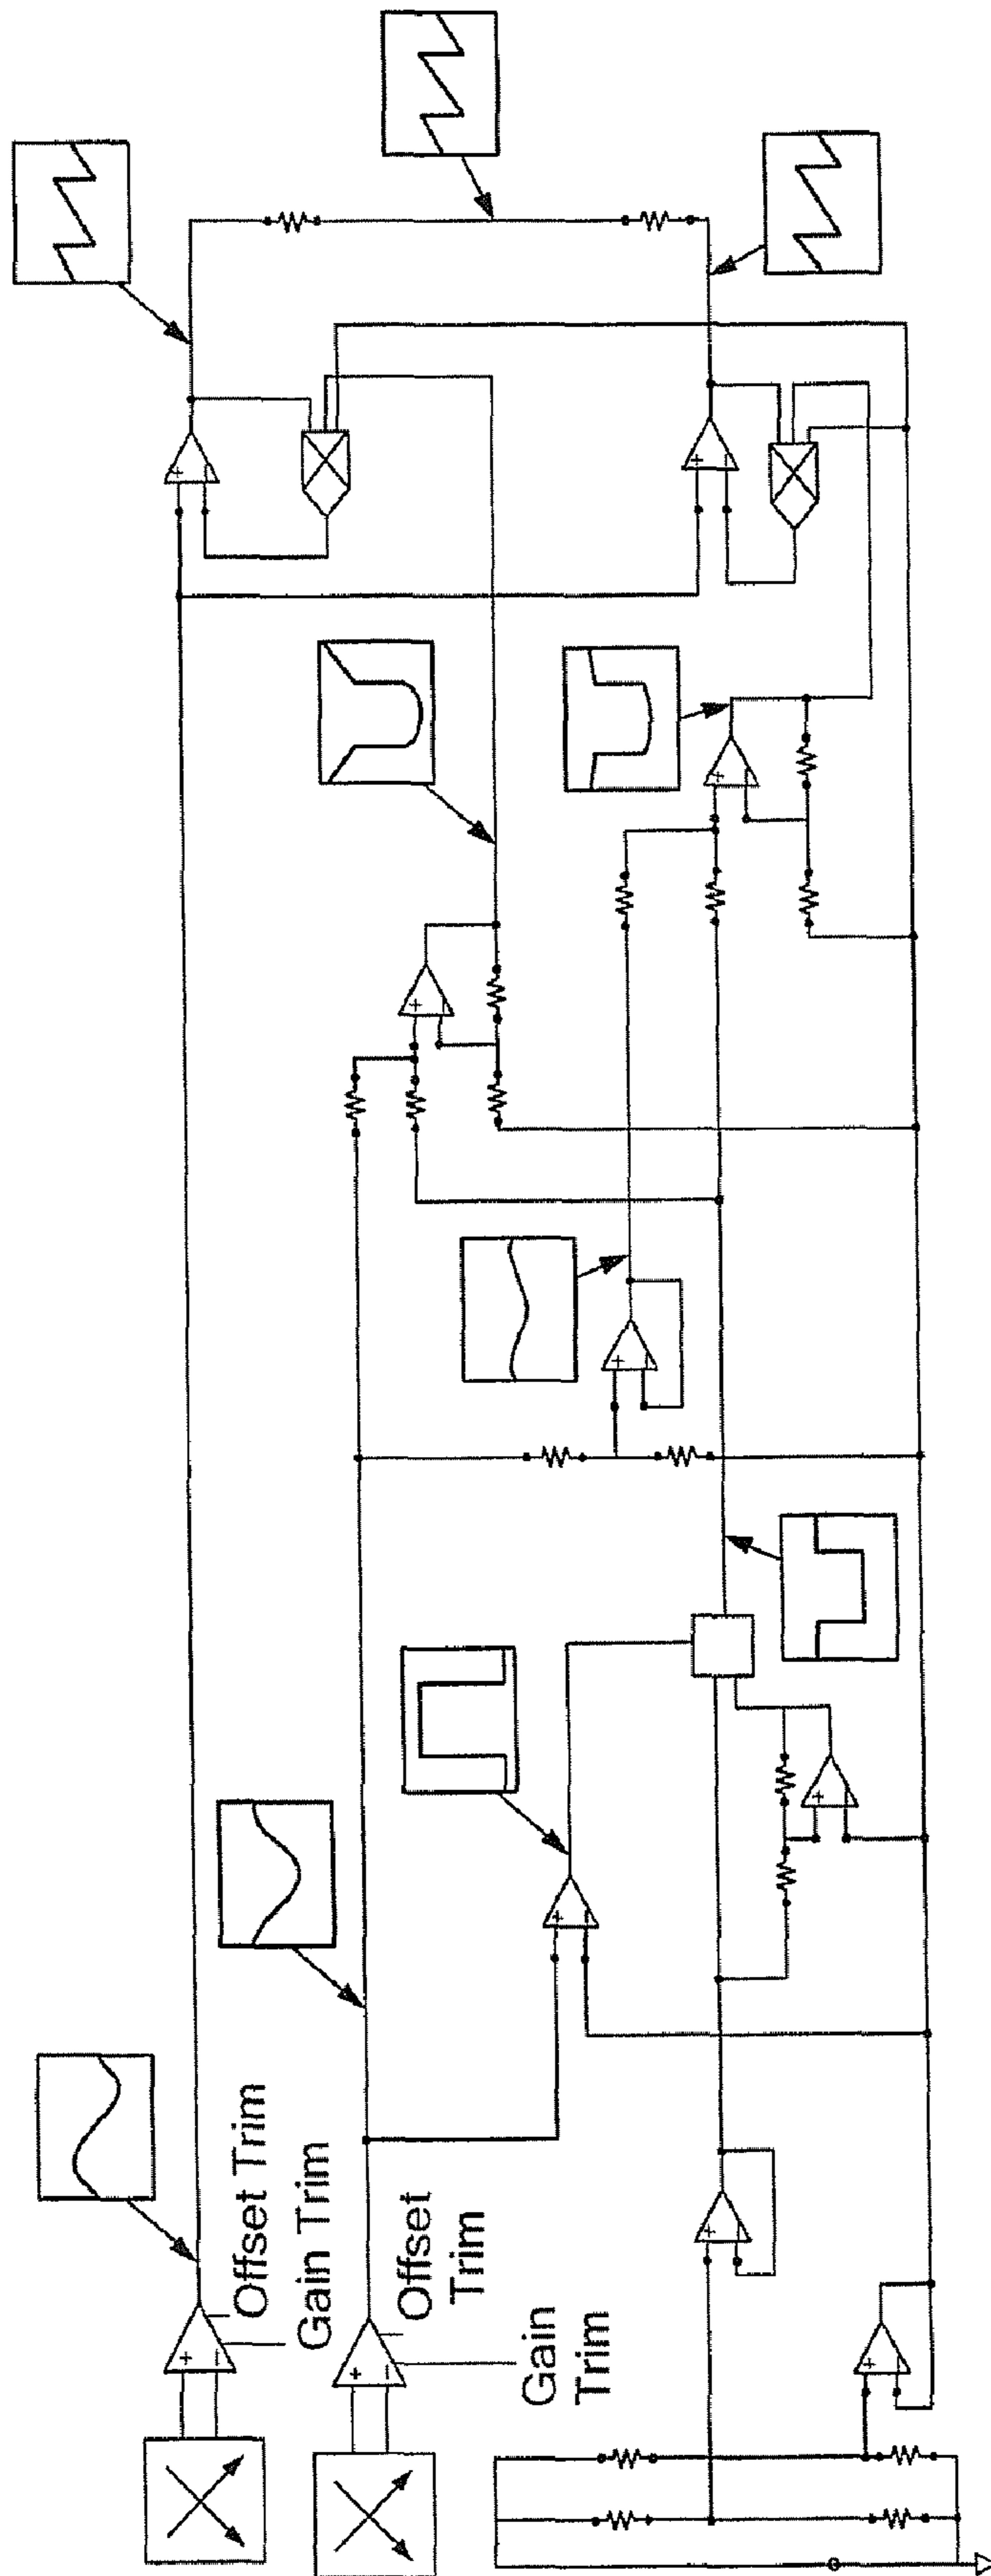 Offset Trim
Gain Trim
Offset
Trim
Gain
Trim